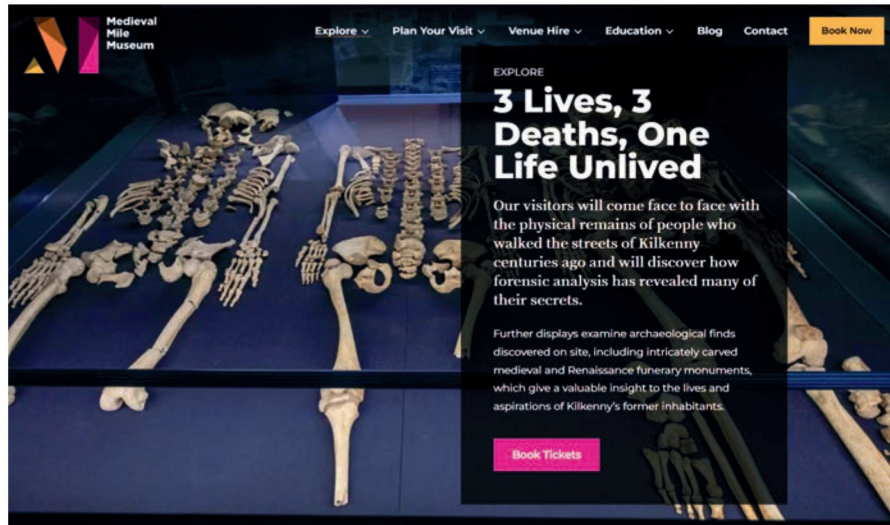 Medieval
Mile
Museum
Explore
Plan Your Visit
Venue Hire
Education
Blog
Contact
Book Now
EXPLORE
3 Lives, 3
Deaths, One
Life Unlived
Our visitors will come face to face with
the physical remains of people who
walked the streets of Kilkenny
centuries ago and will discover how
forensic analysis has revealed many of
their secrets.
Further displays examine archaeological finds
discovered on site, including intricately carved
medieval and Renaissance funerary monuments,
which give a valuable insight to the lives and
aspirations of Kilkenny's former inhabitants.
Book Tickets